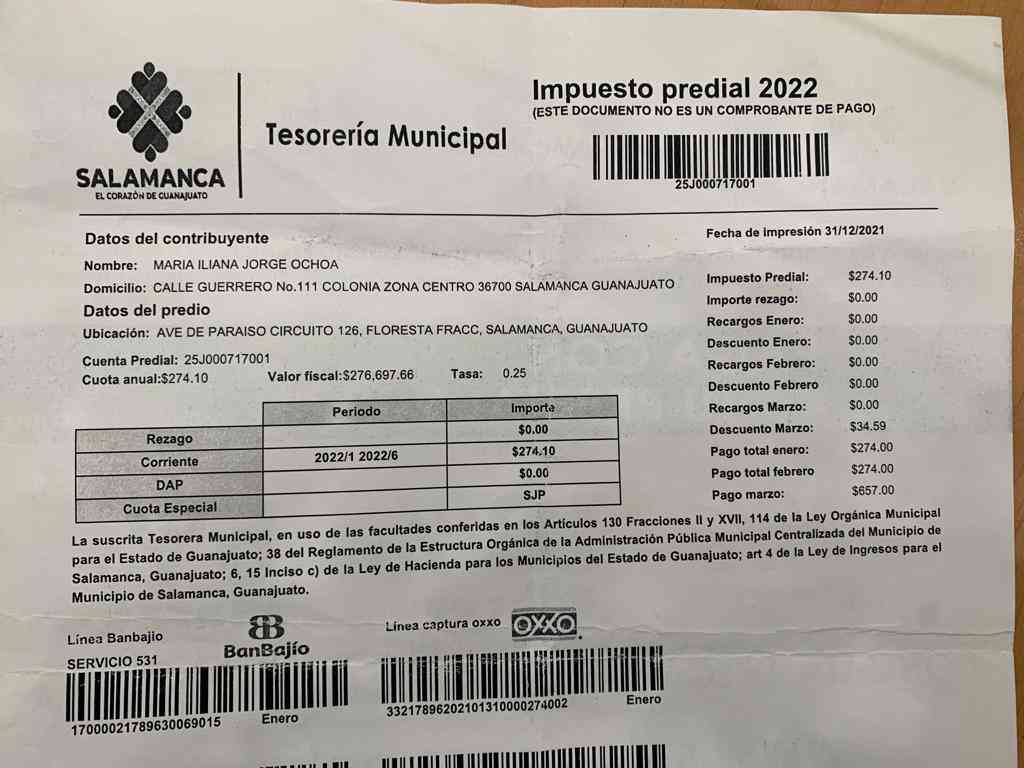 SALAMANCA
EL CORAZÓN DE GUANAJUATO
Tesorería Municipal
Impuesto predial 2022
(ESTE DOCUMENTO NO ES UN COMPROBANTE DE PAGO)
25J000717001
Datos del contribuyente
Nombre: MARIA ILIANA JORGE OCHOA
Domicilio: CALLE GUERRERO No.111 COLONIA ZONA CENTRO 36700 SALAMANCA GUANAJUATO
Datos del predio
Ubicación: AVE DE PARAISO CIRCUITO 126, FLORESTA FRACC, SALAMANCA, GUANAJUATO
Cuenta Predial: 25J000717001
Cuota anual:$274.10 Valor fiscal:$276,697.66 Tasa: 0.25
Fecha de impresión 31/12/2021
Impuesto Predial: $274.10
Importe rezago: $0.00
Recargos Enero: $0.00
Descuento Enero: $0.00
Recargos Febrero: $0.00
Descuento Febrero $0.00
Recargos Marzo: $0.00
Descuento Marzo: $34.59
Pago total enero: $274.00
Pago total febrero $274.00
Pago marzo: $657.00
Periodo Importe
Rezago $0.00
Corriente 2022/1 2022/6 $274.10
DAP $0.00
Cuota Especial SJP
La suscrita Tesorera Municipal, en uso de las facultades conferidas en los Artículos 130 Fracciones II y XVII, 114 de la Ley Orgánica Municipal
para el Estado de Guanajuato; 38 del Reglamento de la Estructura Orgánica de la Administración Pública Municipal Centralizada del Municipio de
Salamanca, Guanajuato; 6, 15 Inciso c) de la Ley de Hacienda para los Municipios del Estado de Guanajuato; art 4 de la Ley de Ingresos para el
Municipio de Salamanca, Guanajuato.
Línea Banbajio
BanBajío
SERVICIO 531
17000021789630069015 Enero
Línea captura oxxo
OXXO
33217896202101310000274002 Enero